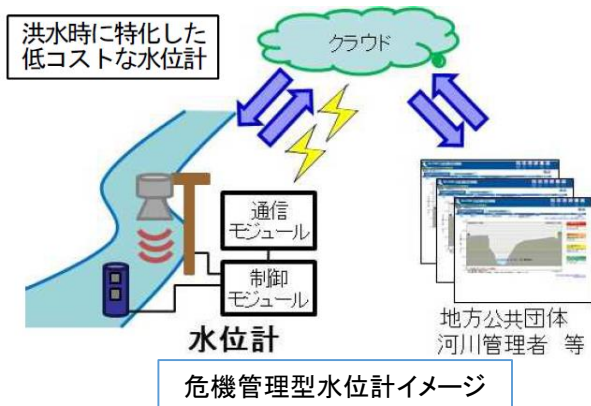 洪水時に特化した
低コストな水位計
クラウド
通信
モジュール
制御
モジュール
水位計
地方公共団体
河川管理者 等
危機管理型水位計イメージ